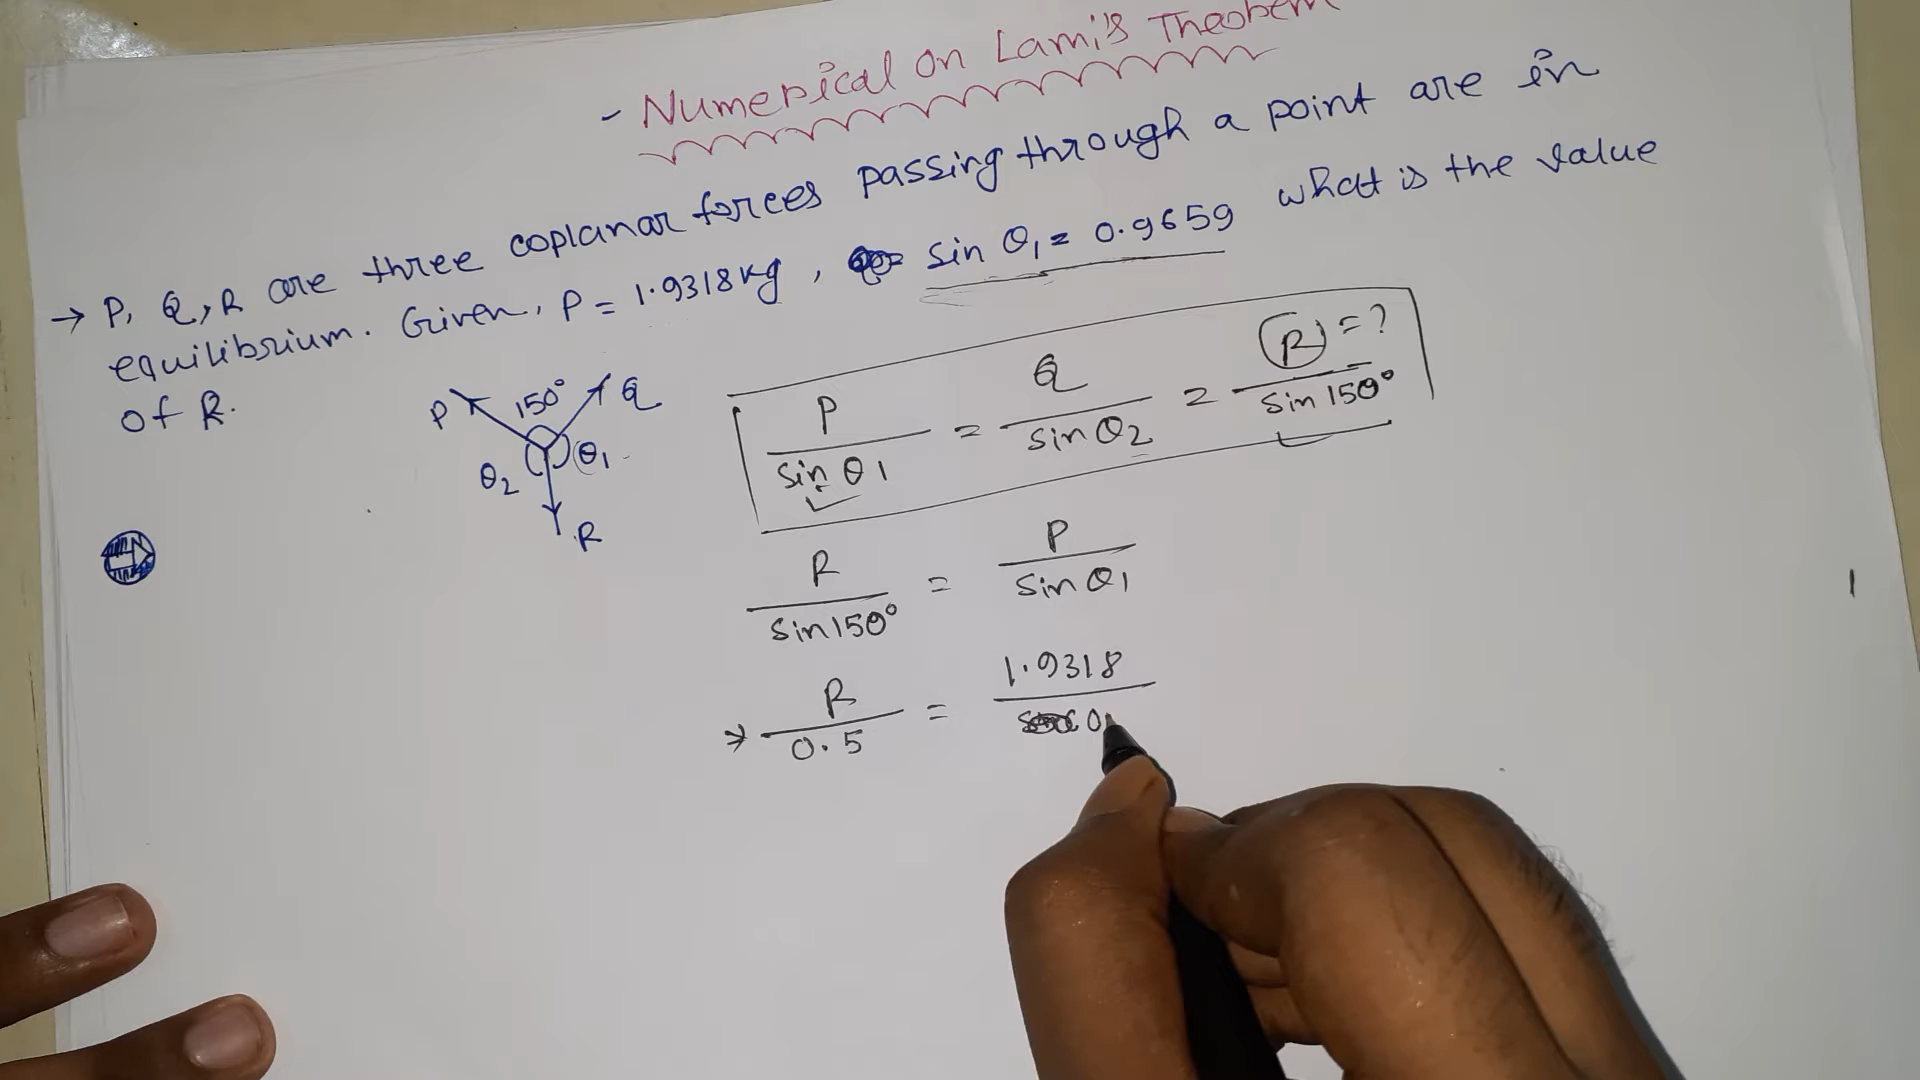 - Numerical On Lami's Theorem
→ P, Q, R are three coplanar forces passing through a point are in
equilibrium. Given, P = 1.9318 kg, sin θ1 = 0.9659 what is the value
of R.
P 150° Q
θ2 θ1
R
P / sin θ1 = Q / sin θ2 = R / sin 150° = ?
R / sin 150° = P / sin θ1
⇒ R / 0.5 = 1.9318 / 0.